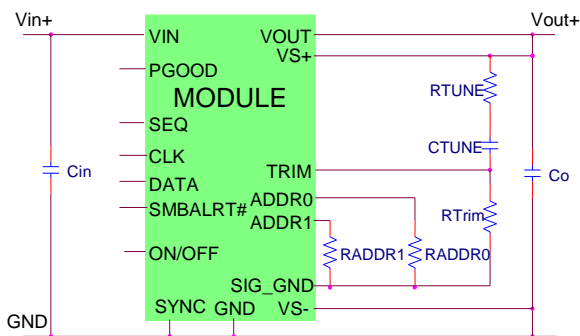 Vin+
Vout+
VIN
VOUT
VS+
PGOOD
RTUNE
MODULE
SEQ
CTUNE
CLK
TRIM
Cin
Co
DATA
ADDR0
SMBALRT#
RTrim
ADDR1
ON/OFF
RADDR1
RADDR0
SIG_GND
GND
SYNC
GND
VS-